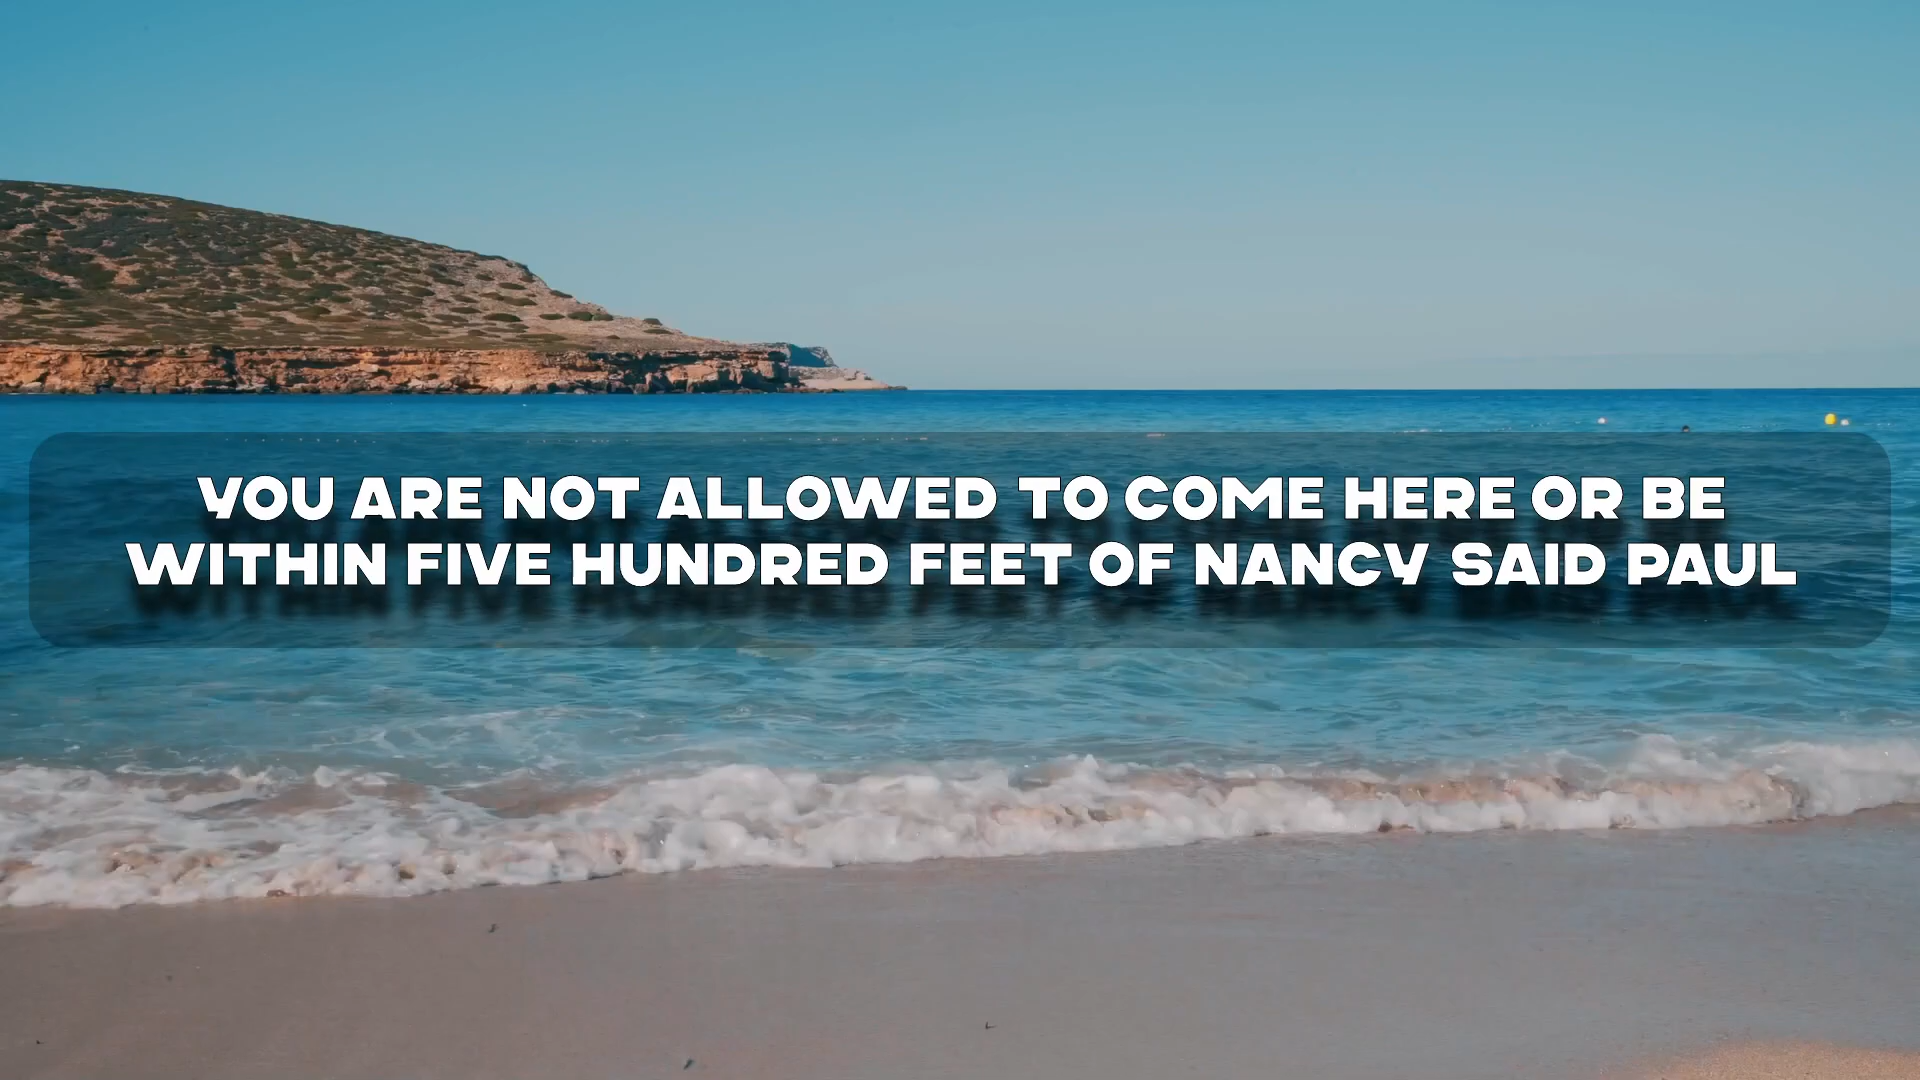 YOU ARE NOT ALLOWED TO COME HERE OR BE
WITHIN FIVE HUNDRED FEET OF NANCY SAID PAUL